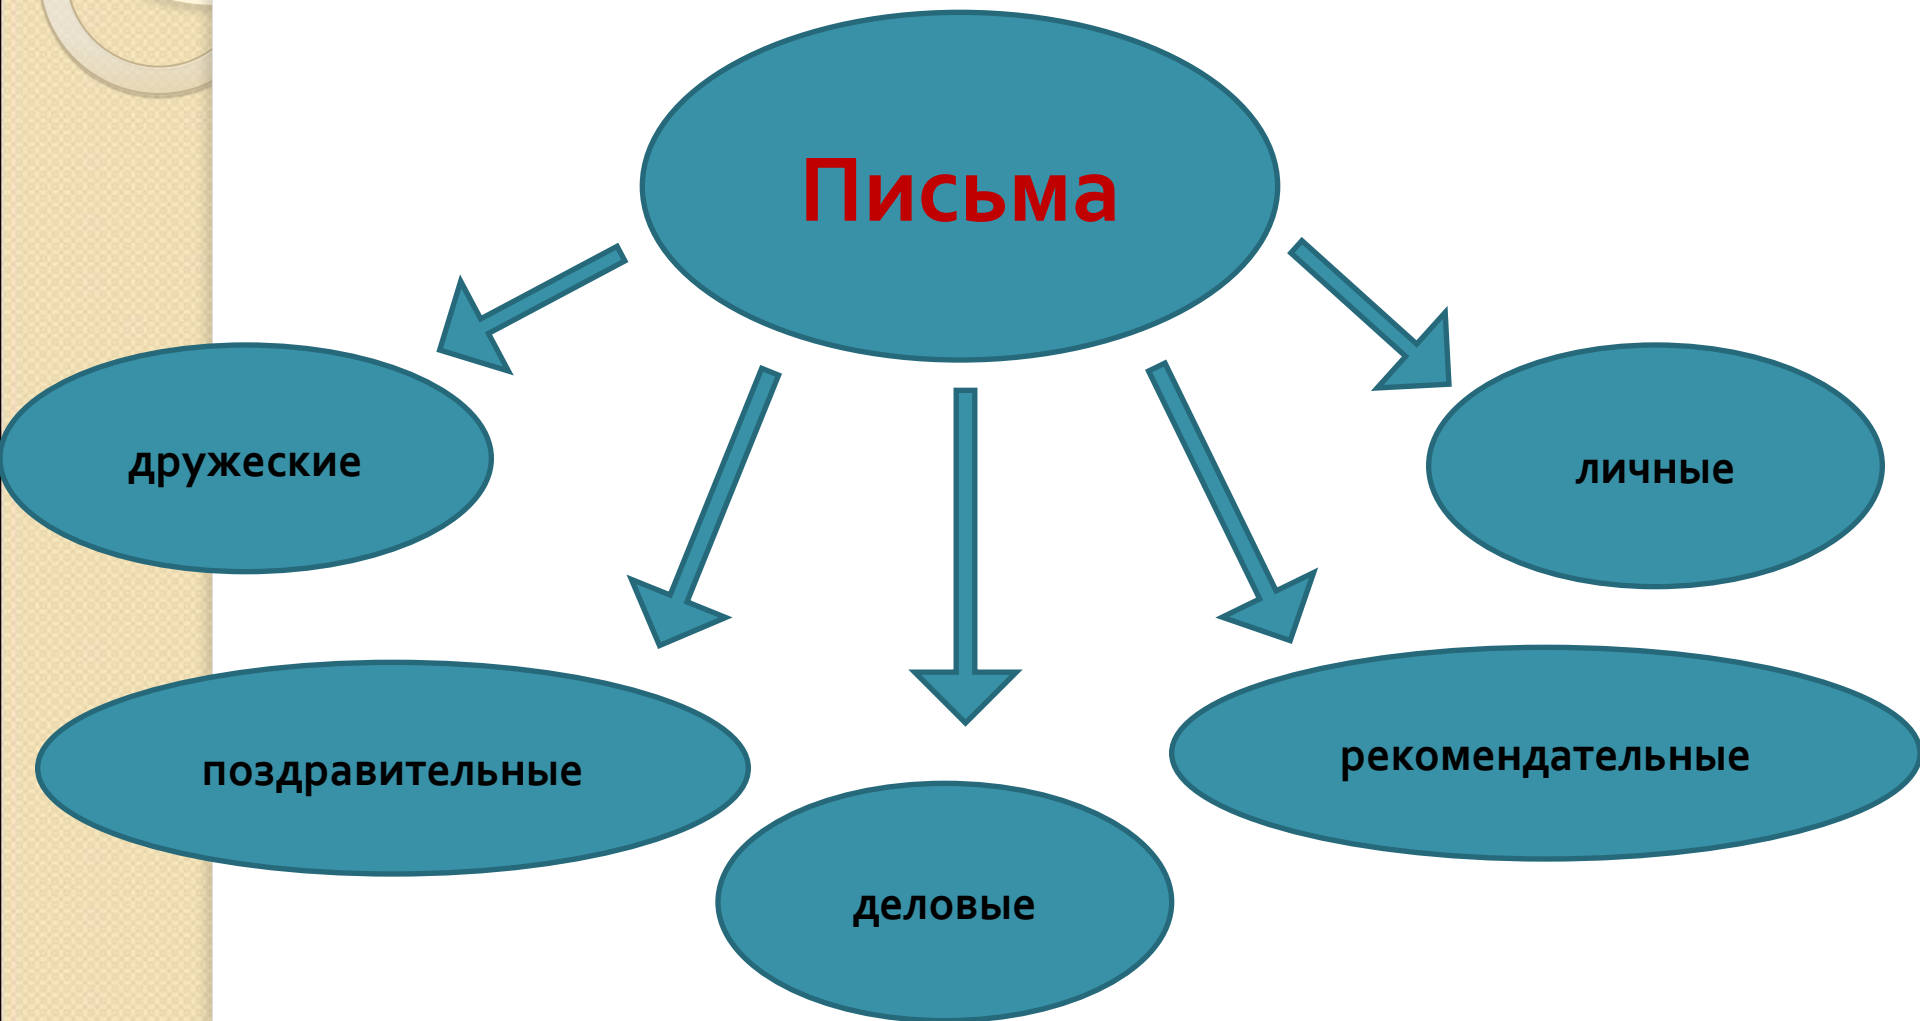 Письма
дружеские
личные
поздравительные
рекомендательные
деловые